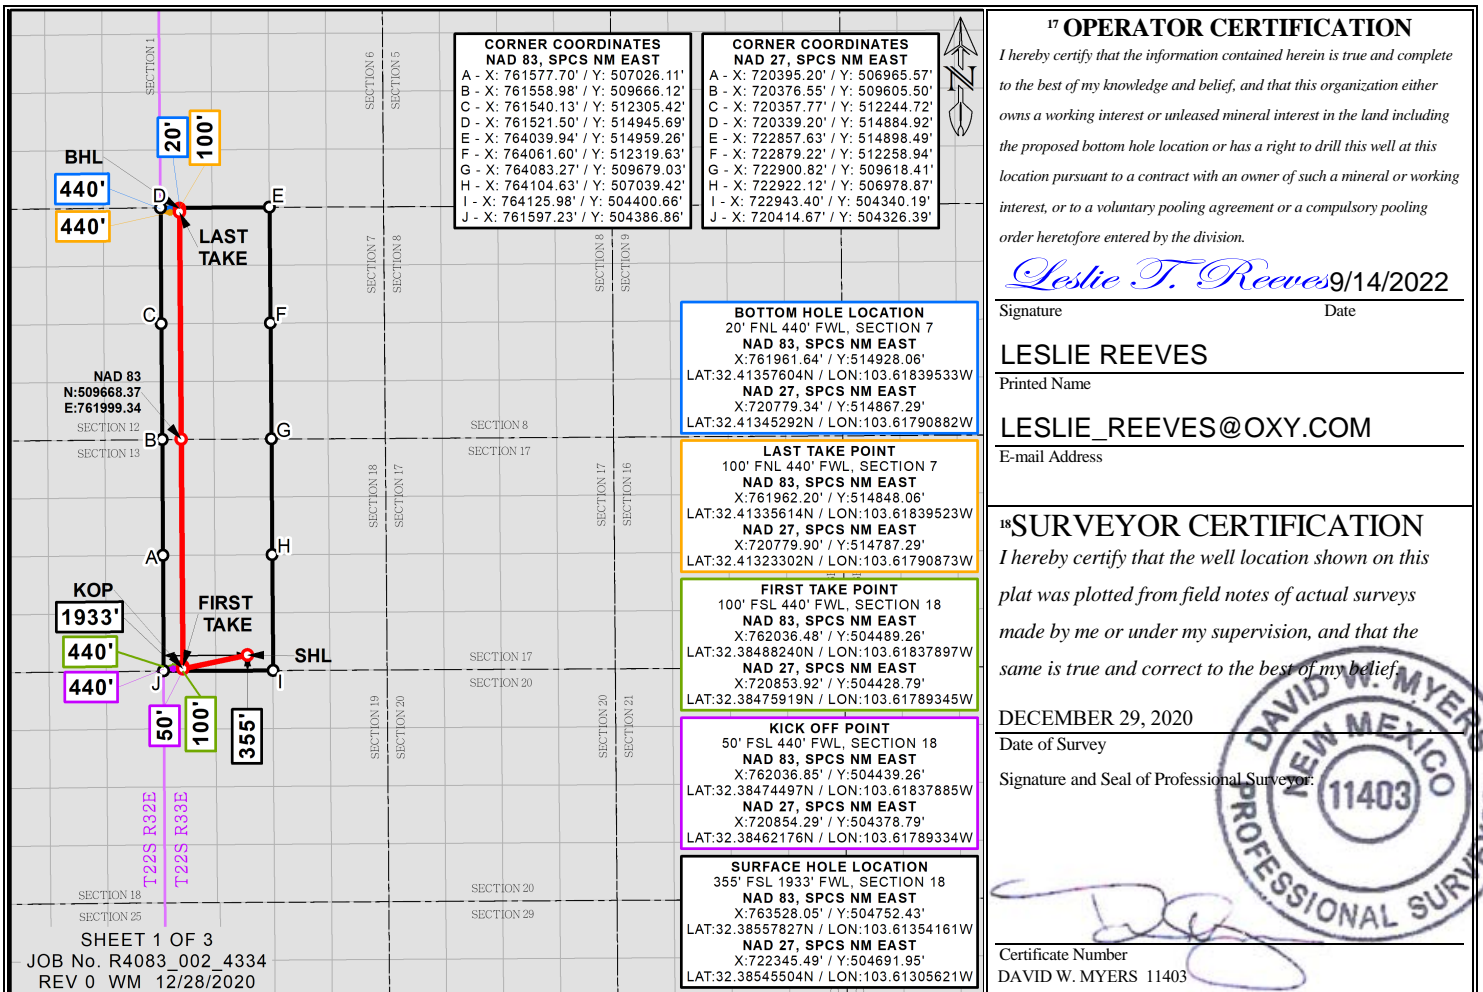 SECTION 1
SECTION 6
SECTION 5
CORNER COORDINATES
NAD 83, SPCS NM EAST
A - X: 761577.70' / Y: 507026.11'
B - X: 761558.98' / Y: 509666.12'
C - X: 761540.13' / Y: 512305.42'
D - X: 761521.50' / Y: 514945.69'
E - X: 764039.94' / Y: 514959.26'
F - X: 764061.60' / Y: 512319.63'
G - X: 764083.27' / Y: 509679.03'
H - X: 764104.63' / Y: 507039.42'
I - X: 764125.98' / Y: 504400.66'
J - X: 761597.23' / Y: 504386.86'
CORNER COORDINATES
NAD 27, SPCS NM EAST
A - X: 720395.20' / Y: 506965.57'
B - X: 720376.55' / Y: 509605.50'
C - X: 720357.77' / Y: 512244.72'
D - X: 720339.20' / Y: 514884.92'
E - X: 722857.63' / Y: 514898.49'
F - X: 722879.22' / Y: 512258.94'
G - X: 722900.82' / Y: 509618.41'
H - X: 722922.12' / Y: 506978.87'
I - X: 722943.40' / Y: 504340.19'
J - X: 720414.67' / Y: 504326.39'
N
20'
100'
BHL
440'
440'
D
E
LAST
TAKE
SECTION 7
SECTION 8
SECTION 8
SECTION 9
C
F
NAD 83
N:509668.37
E:761999.34
SECTION 12
SECTION 13
B
G
SECTION 8
SECTION 17
SECTION 18
SECTION 17
SECTION 17
SECTION 16
A
H
KOP
1933'
440'
440'
FIRST
TAKE
SHL
J
I
SECTION 17
SECTION 20
50'
100'
355'
SECTION 19
SECTION 20
SECTION 20
SECTION 21
T22S R32E
T22S R33E
SECTION 18
SECTION 25
SECTION 20
SECTION 29
SHEET 1 OF 3
JOB No. R4083_002_4334
REV 0 WM 12/28/2020
BOTTOM HOLE LOCATION
20' FNL 440' FWL, SECTION 7
NAD 83, SPCS NM EAST
X:761961.64' / Y:514928.06'
LAT:32.41357604N / LON:103.61839533W
NAD 27, SPCS NM EAST
X:720779.34' / Y:514867.29'
LAT:32.41345292N / LON:103.61790882W
LAST TAKE POINT
100' FNL 440' FWL, SECTION 7
NAD 83, SPCS NM EAST
X:761962.20' / Y:514848.06'
LAT:32.41335614N / LON:103.61839523W
NAD 27, SPCS NM EAST
X:720779.90' / Y:514787.29'
LAT:32.41323302N / LON:103.61790873W
FIRST TAKE POINT
100' FSL 440' FWL, SECTION 18
NAD 83, SPCS NM EAST
X:762036.48' / Y:504489.26'
LAT:32.38488240N / LON:103.61837897W
NAD 27, SPCS NM EAST
X:720853.92' / Y:504428.79'
LAT:32.38475919N / LON:103.61789345W
KICK OFF POINT
50' FSL 440' FWL, SECTION 18
NAD 83, SPCS NM EAST
X:762036.85' / Y:504439.26'
LAT:32.38474497N / LON:103.61837885W
NAD 27, SPCS NM EAST
X:720854.29' / Y:504378.79'
LAT:32.38462176N / LON:103.61789334W
SURFACE HOLE LOCATION
355' FSL 1933' FWL, SECTION 18
NAD 83, SPCS NM EAST
X:763528.05' / Y:504752.43'
LAT:32.38557827N / LON:103.61354161W
NAD 27, SPCS NM EAST
X:722345.49' / Y:504691.95'
LAT:32.38545504N / LON:103.61305621W
17 OPERATOR CERTIFICATION
I hereby certify that the information contained herein is true and complete
to the best of my knowledge and belief, and that this organization either
owns a working interest or unleased mineral interest in the land including
the proposed bottom hole location or has a right to drill this well at this
location pursuant to a contract with an owner of such a mineral or working
interest, or to a voluntary pooling agreement or a compulsory pooling
order heretofore entered by the division.
Leslie T. Reeves 9/14/2022
Signature Date
LESLIE REEVES
Printed Name
LESLIE_REEVES@OXY.COM
E-mail Address
18SURVEYOR CERTIFICATION
I hereby certify that the well location shown on this
plat was plotted from field notes of actual surveys
made by me or under my supervision, and that the
same is true and correct to the best of my belief.
DECEMBER 29, 2020
Date of Survey
Signature and Seal of Professional Surveyor:
DAVID W. MYERS
NEW MEXICO
11403
PROFESSIONAL
Certificate Number
DAVID W. MYERS 11403